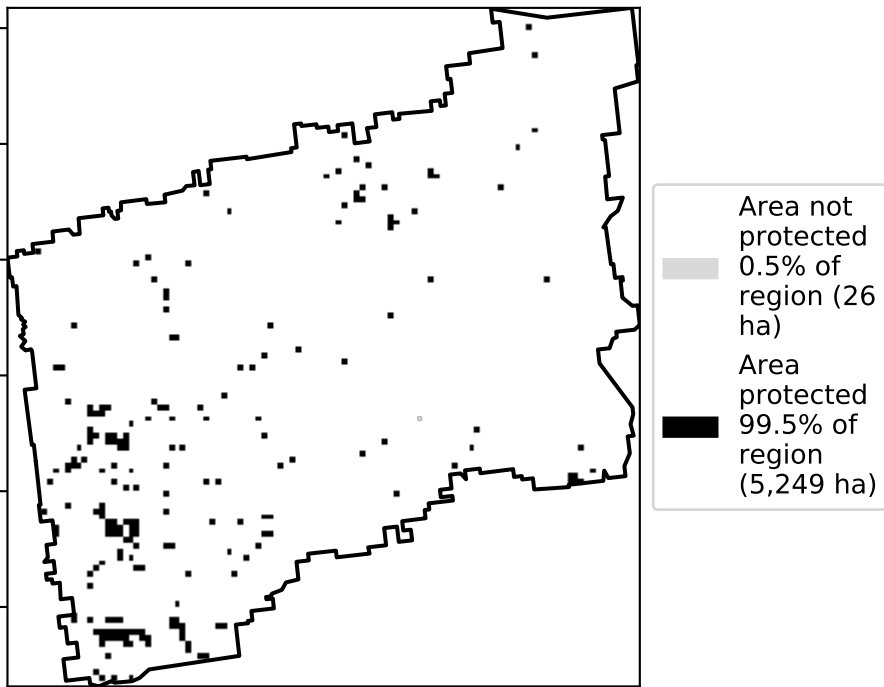 Area not
protected
0.5% of
region (26
ha)
Area
protected
99.5% of
region
(5,249 ha)